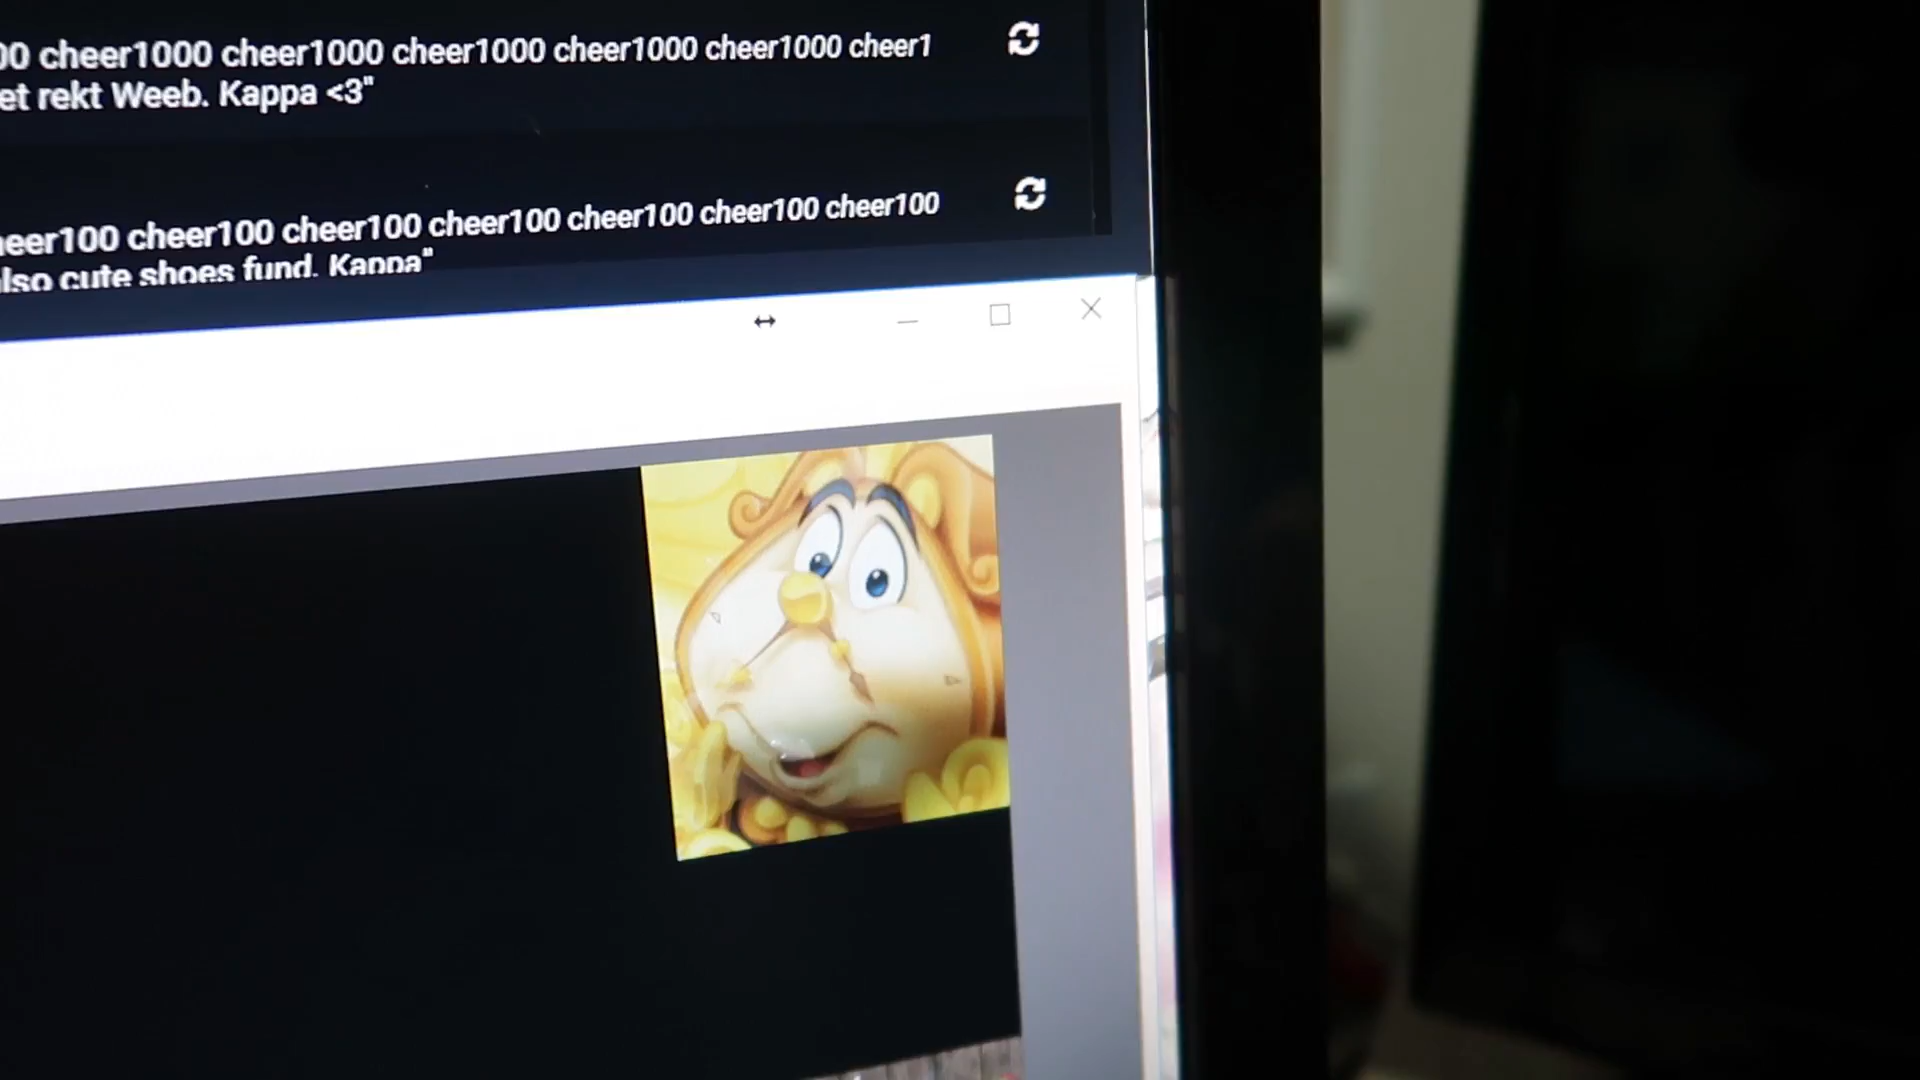 00 cheer1000 cheer1000 cheer1000 cheer1000 cheer1000 cheer1
et rekt Weeb. Kappa <3"
heer100 cheer100 cheer100 cheer100 cheer100 cheer100 cheer100
lso cute shoes fund. Kappa"